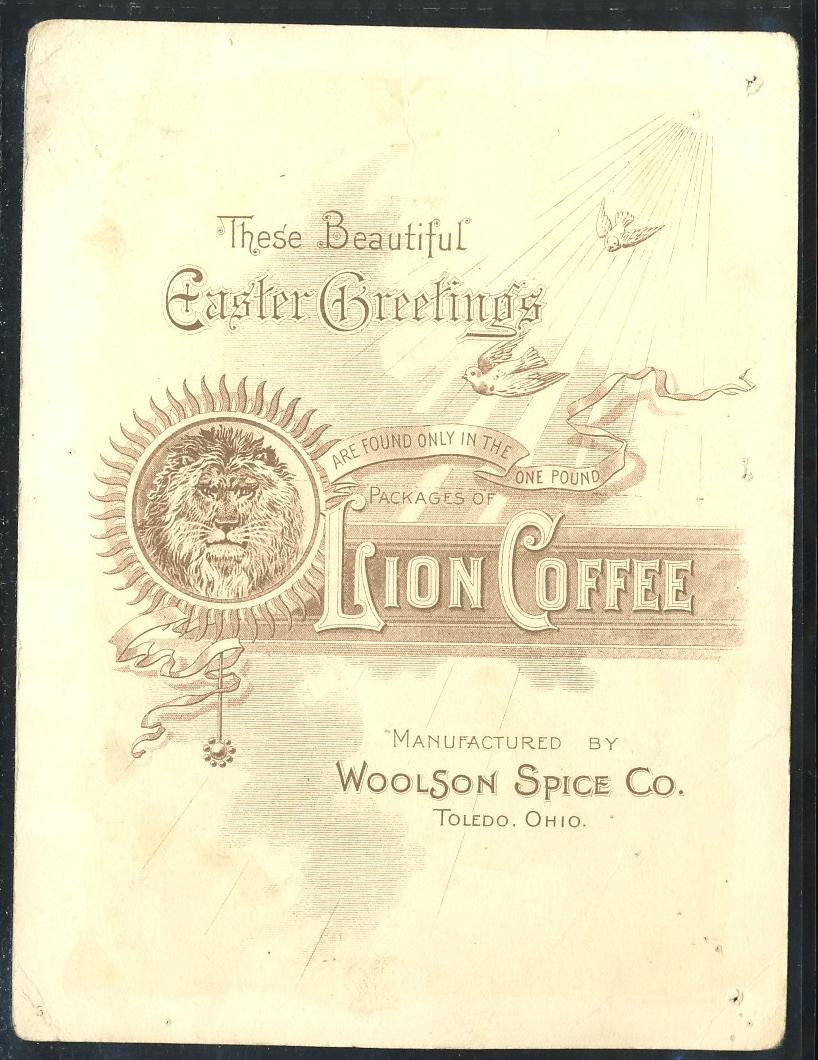 These Beautiful
Easter Greetings
ARE FOUND ONLY IN THE
ONE POUND
PACKAGES OF
LION COFFEE
MANUFACTURED BY
WOOLSON SPICE CO.
TOLEDO. OHIO.